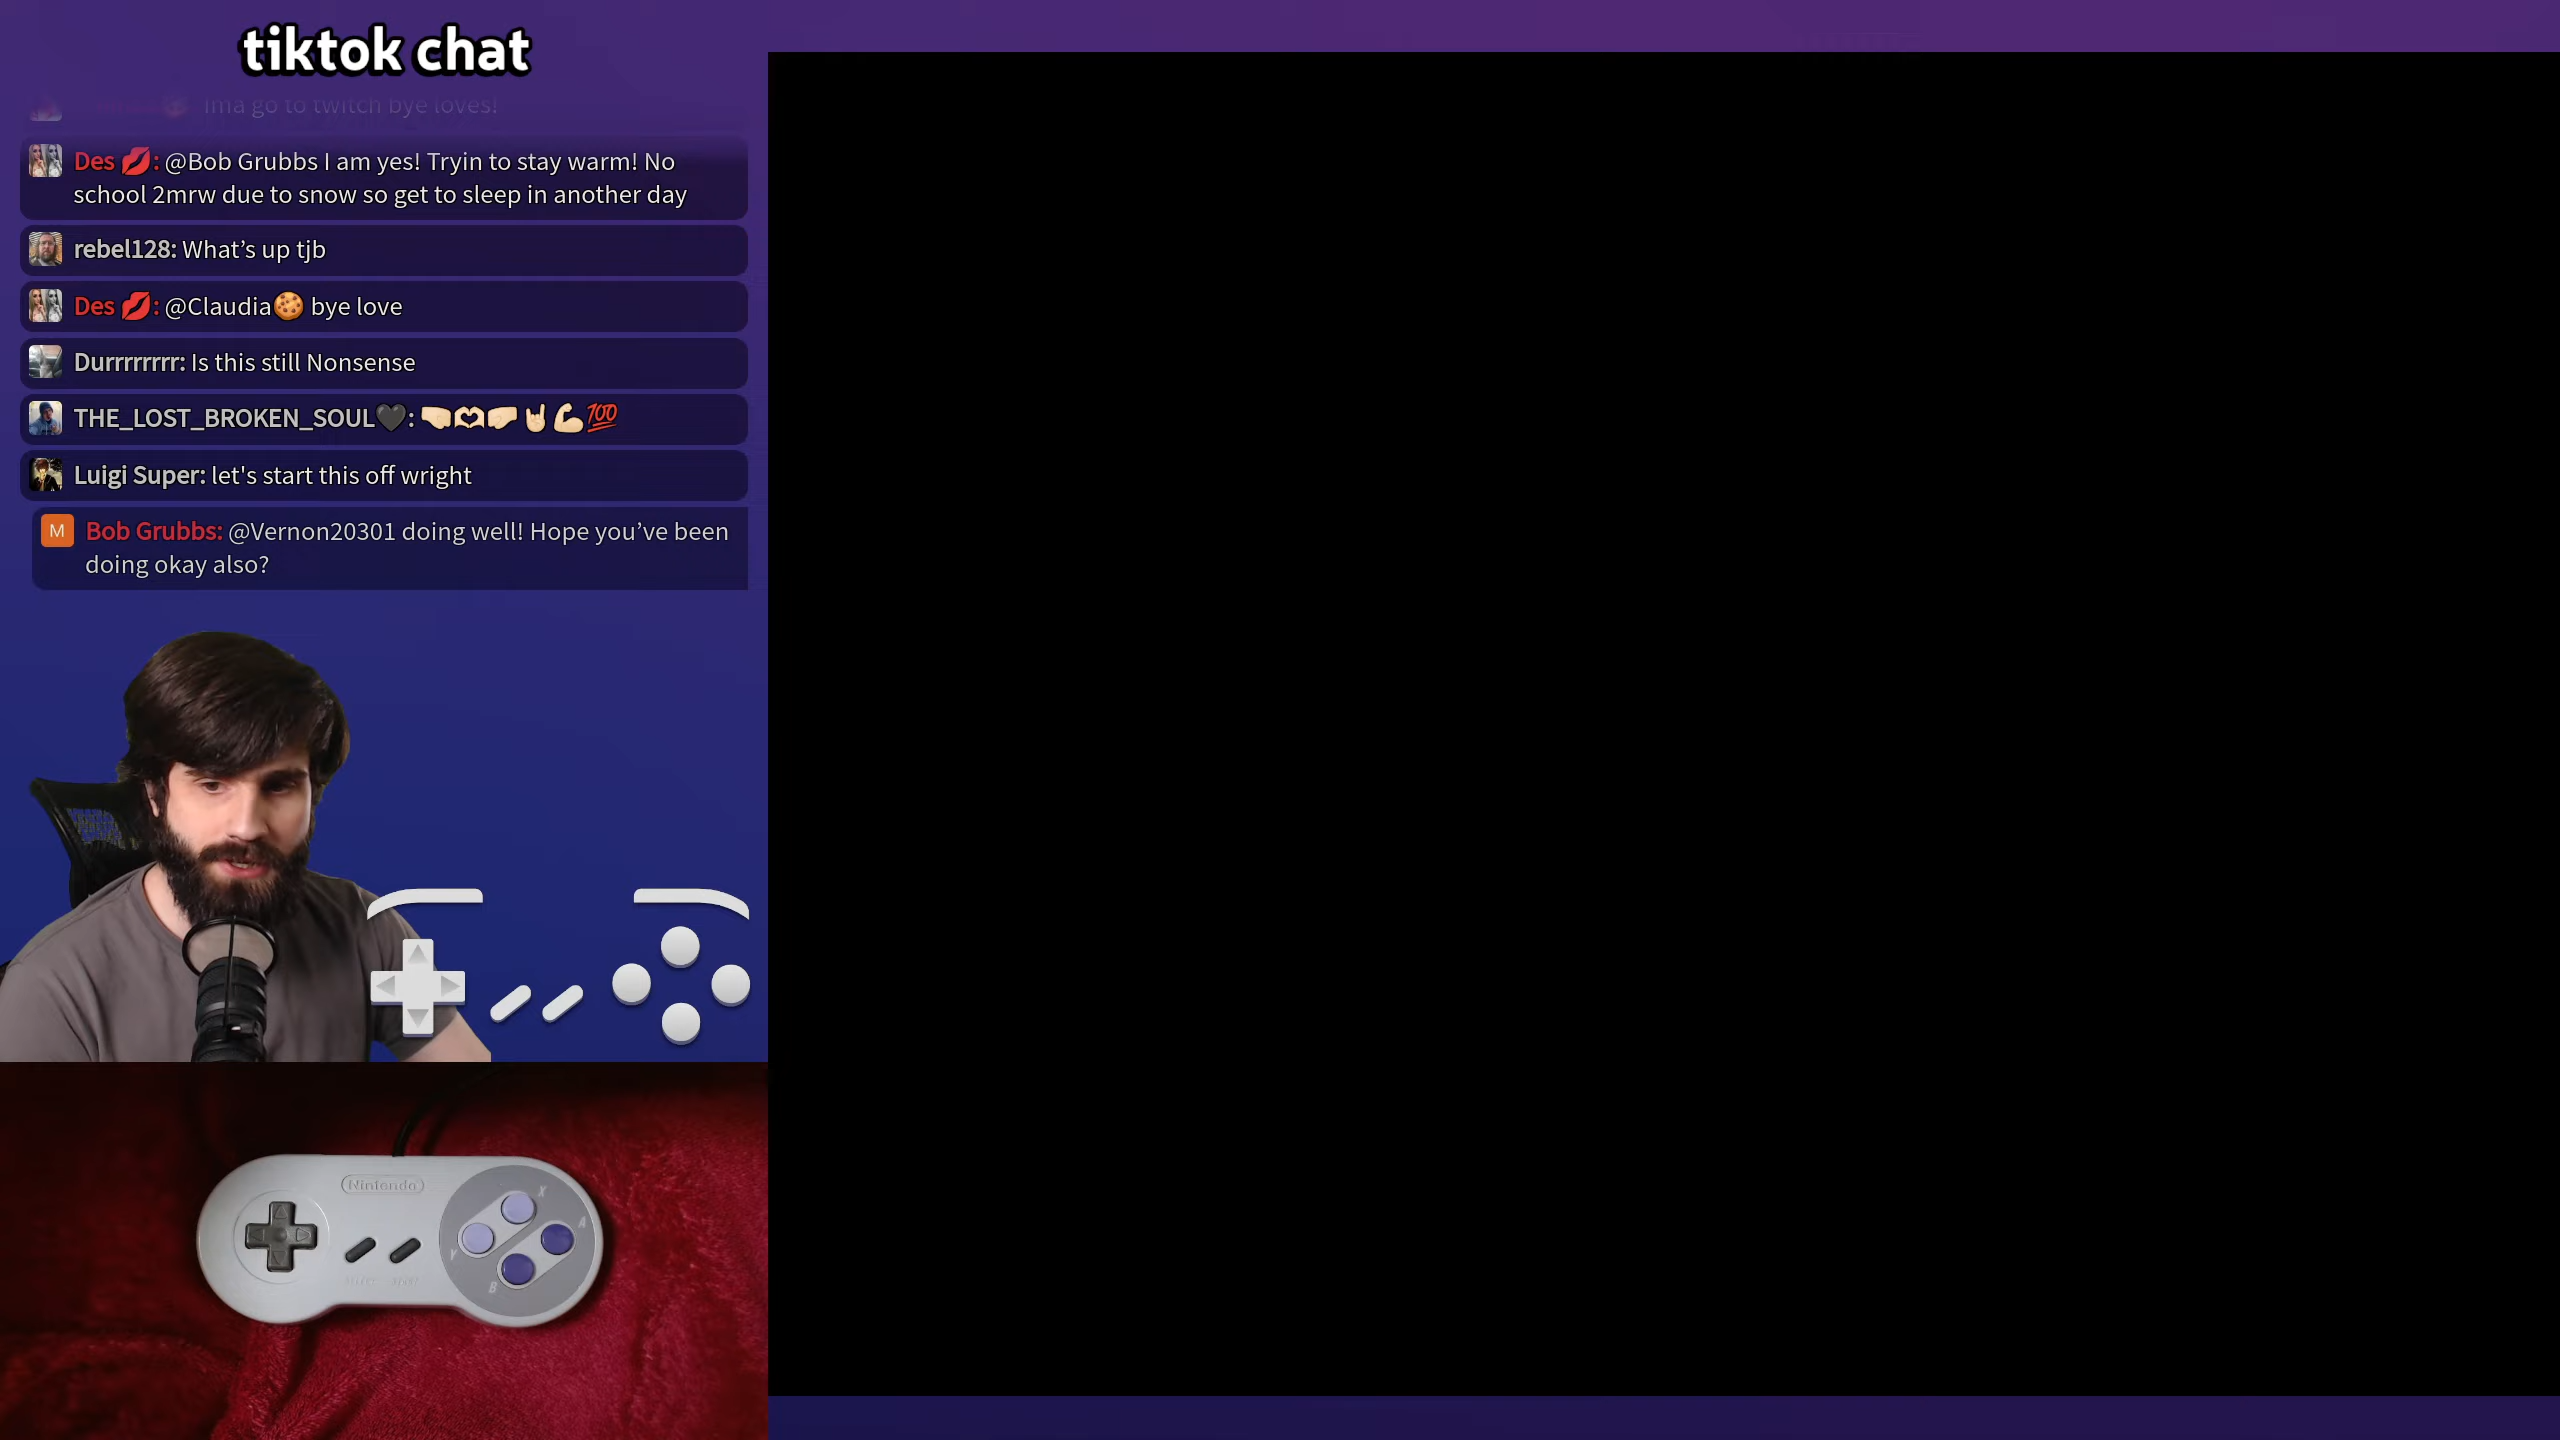 tiktok chat
ima go to twitch bye loves!
Des 💋: @Bob Grubbs I am yes! Tryin to stay warm! No
school 2mrw due to snow so get to sleep in another day
rebel128: What’s up tjb
Des 💋: @Claudia🍪 bye love
Durrrrrrrr: Is this still Nonsense
THE_LOST_BROKEN_SOUL🖤: 🤜🏻🫶🏻🤛🏻🤘🏻💪🏻💯
Luigi Super: let's start this off wright
M
Bob Grubbs: @Vernon20301 doing well! Hope you’ve been
doing okay also?
Nintendo
X
A
Y
B